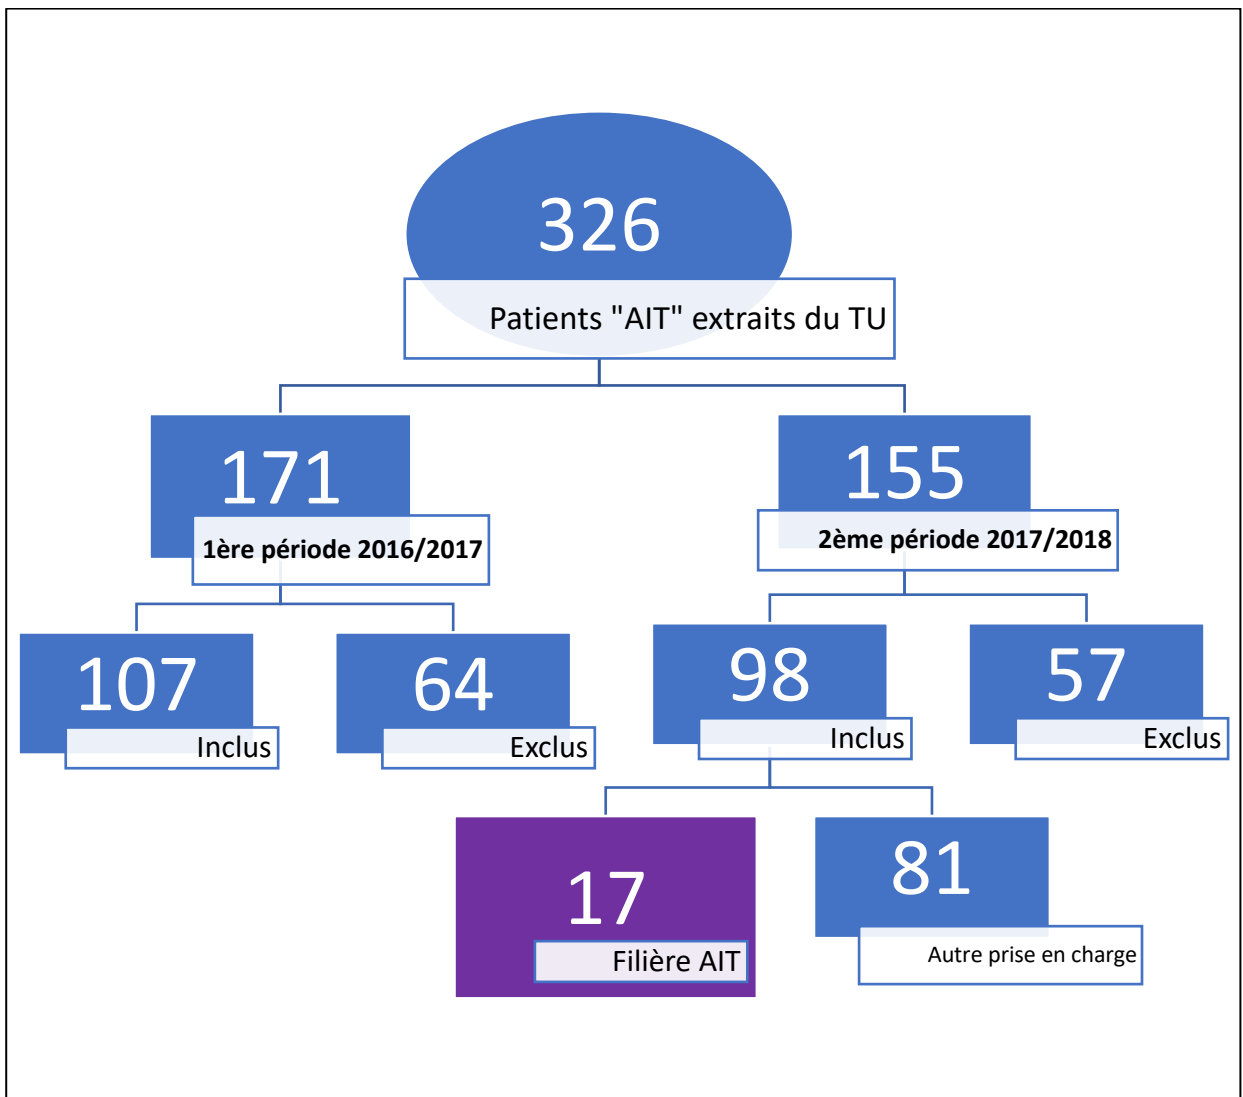 326
Patients "AIT" extraits du TU
171
1ère période 2016/2017
155
2ème période 2017/2018
107
Inclus
64
Exclus
98
Inclus
57
Exclus
17
Filière AIT
81
Autre prise en charge